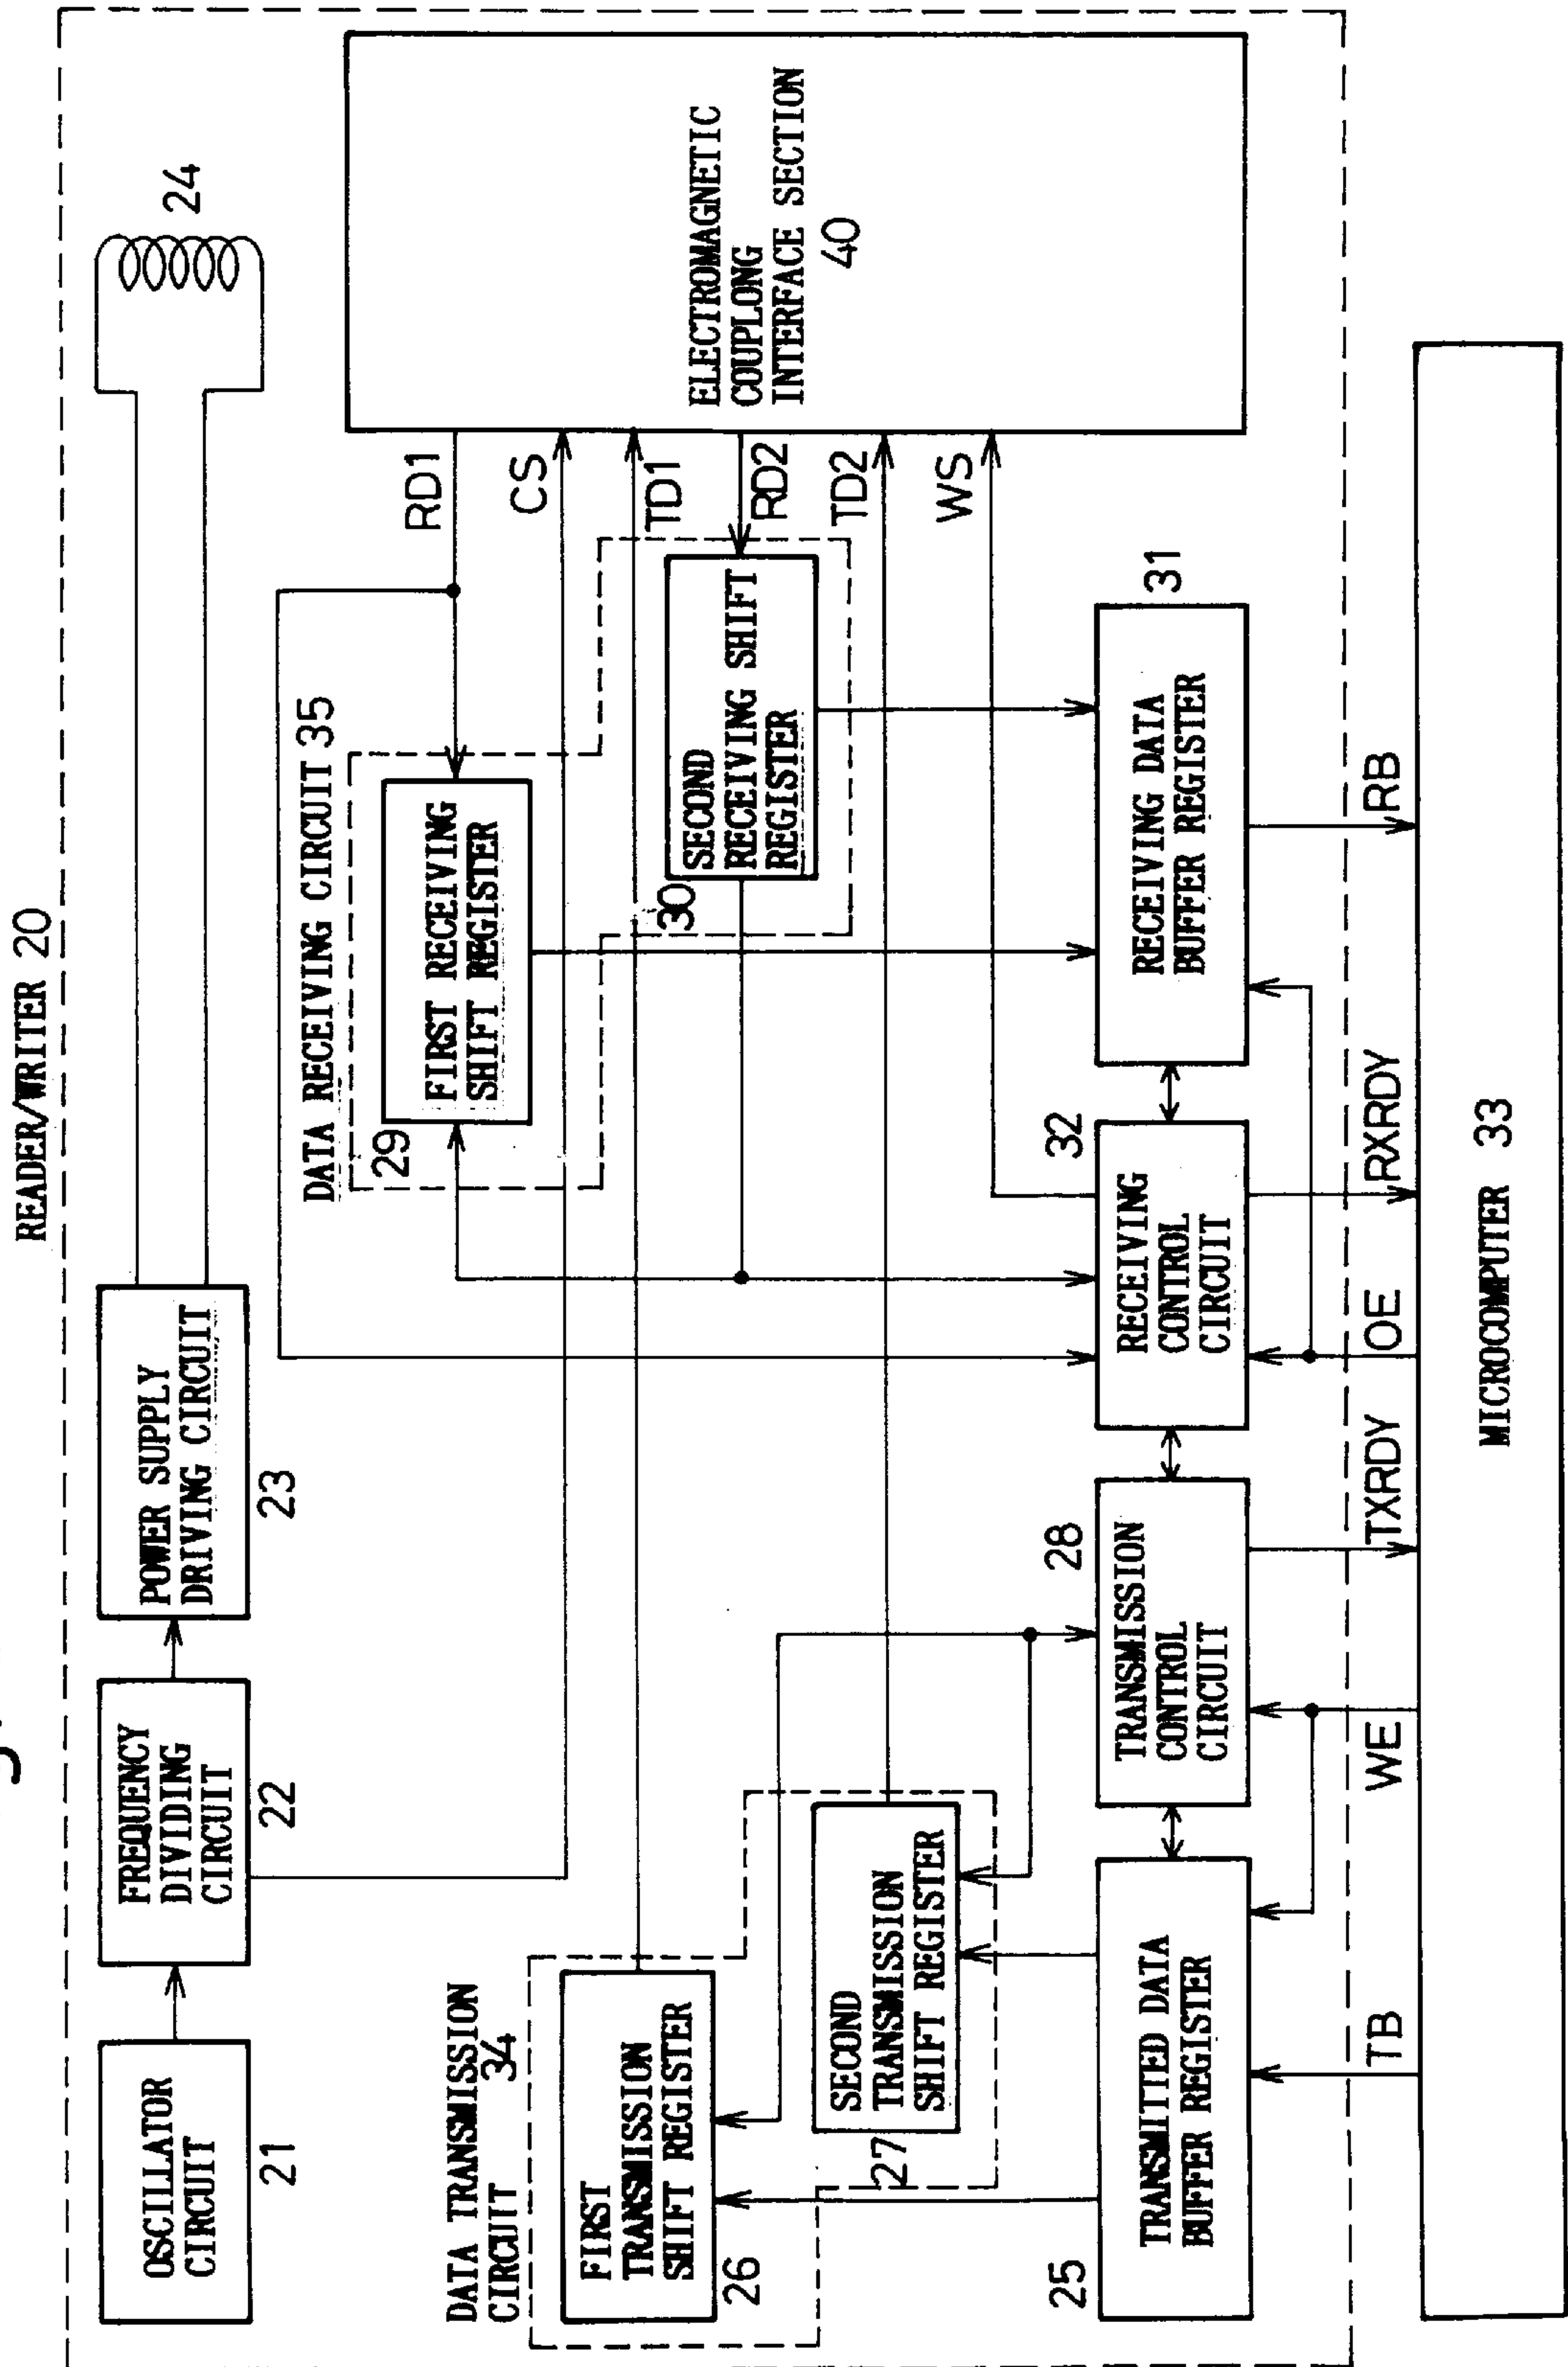 READER/WRITER 20
OSCILLATOR
CIRCUIT
21
FREQUENCY
DIVIDING
CIRCUIT
22
POWER SUPPLY
DRIVING CIRCUIT
23
24
DATA TRANSMISSION
CIRCUIT 34
FIRST
TRANSMISSION
SHIFT REGISTER
26
SECOND
TRANSMISSION
SHIFT REGISTER
27
DATA RECEIVING CIRCUIT 35
29
FIRST RECEIVING
SHIFT REGISTER
30
SECOND
RECEIVING SHIFT
REGISTER
RD1
CS
TD1
RD2
TD2
WS
ELECTROMAGNETIC
COUPLONG
INTERFACE SECTION
40
25
TRANSMITTED DATA
BUFFER REGISTER
28
TRANSMISSION
CONTROL
CIRCUIT
32
RECEIVING
CONTROL
CIRCUIT
31
RECEIVING DATA
BUFFER REGISTER
TB
WE
TXRDY
OE
RXRDY
RB
MICROCOMPUTER 33